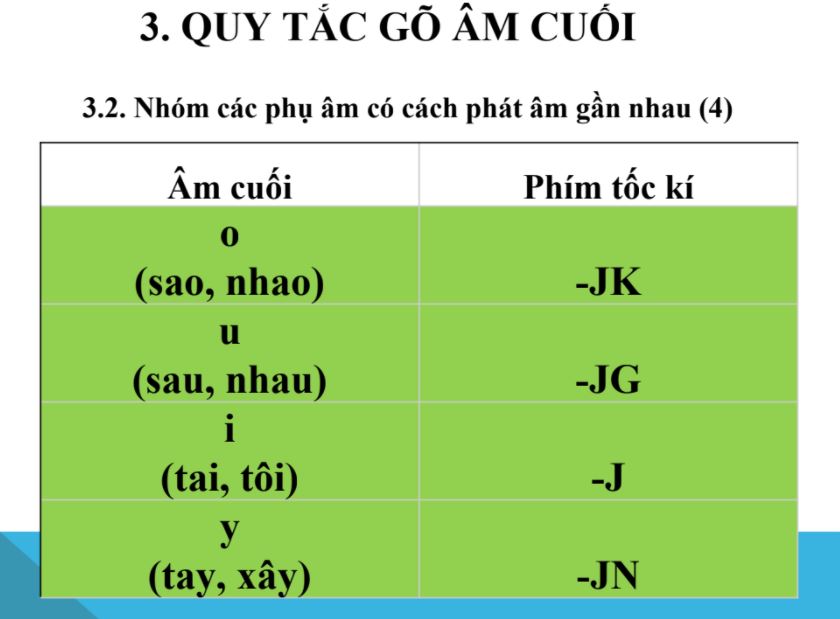 3. QUY TẮC GÕ ÂM CUỐI
3.2. Nhóm các phụ âm có cách phát âm gần nhau (4)
Âm cuối
Phím tốc kí
o
(sao, nhao)
-JK
u
(sau, nhau)
-JG
i
(tai, tôi)
-J
y
(tay, xây)
-JN